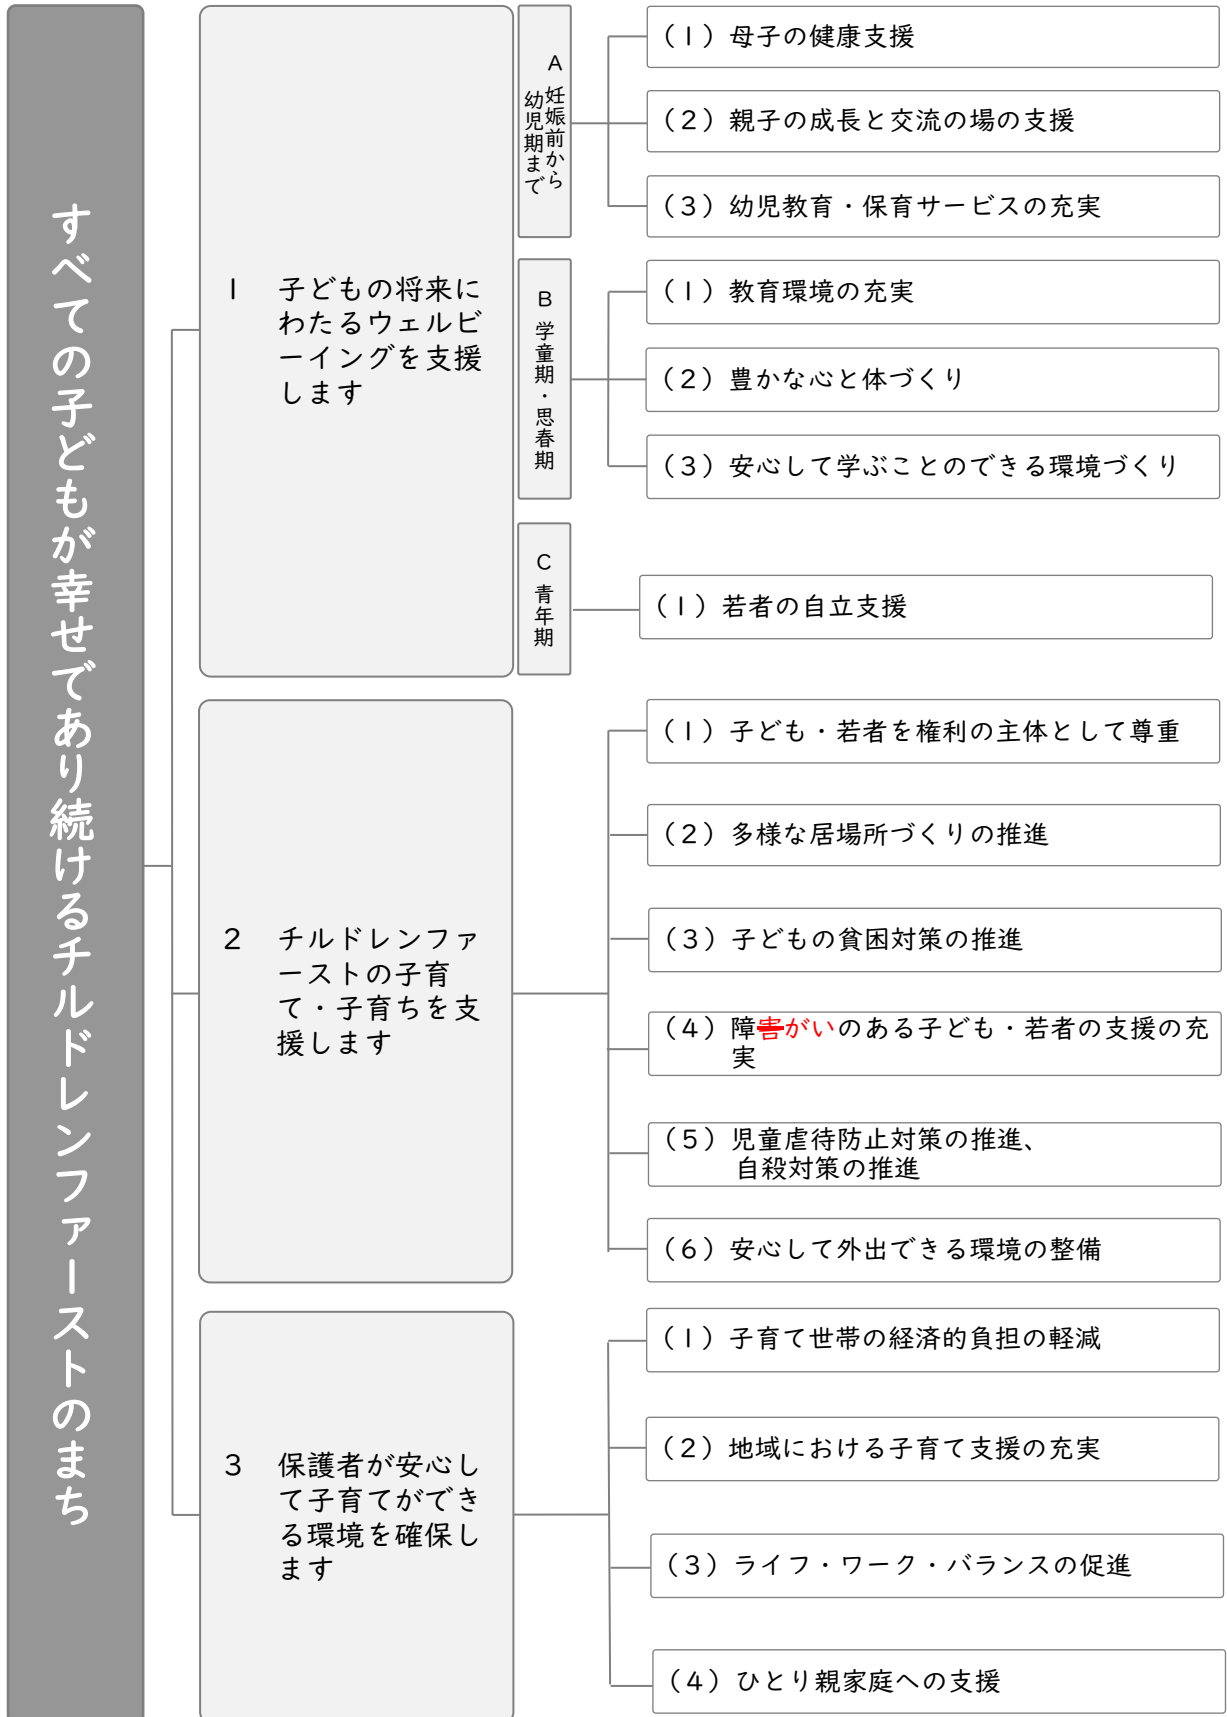 すべての子どもが幸せであり続けるチルドレンファーストのまち
1 子どもの将来に
わたるウェルビ
ーイングを支援
します
A 妊娠前から
幼児期まで
(1)母子の健康支援
(2)親子の成長と交流の場の支援
(3)幼児教育・保育サービスの充実
B 学童期・思春期
(1)教育環境の充実
(2)豊かな心と体づくり
(3)安心して学ぶことのできる環境づくり
C 青年期
(1)若者の自立支援
2 チルドレンファ
ーストの子育
て・子育ちを支
援します
(1)子ども・若者を権利の主体として尊重
(2)多様な居場所づくりの推進
(3)子どもの貧困対策の推進
(4)障害がいのある子ども・若者の支援の充
実
(5)児童虐待防止対策の推進、
自殺対策の推進
(6)安心して外出できる環境の整備
3 保護者が安心し
て子育てができ
る環境を確保し
ます
(1)子育て世帯の経済的負担の軽減
(2)地域における子育て支援の充実
(3)ライフ・ワーク・バランスの促進
(4)ひとり親家庭への支援